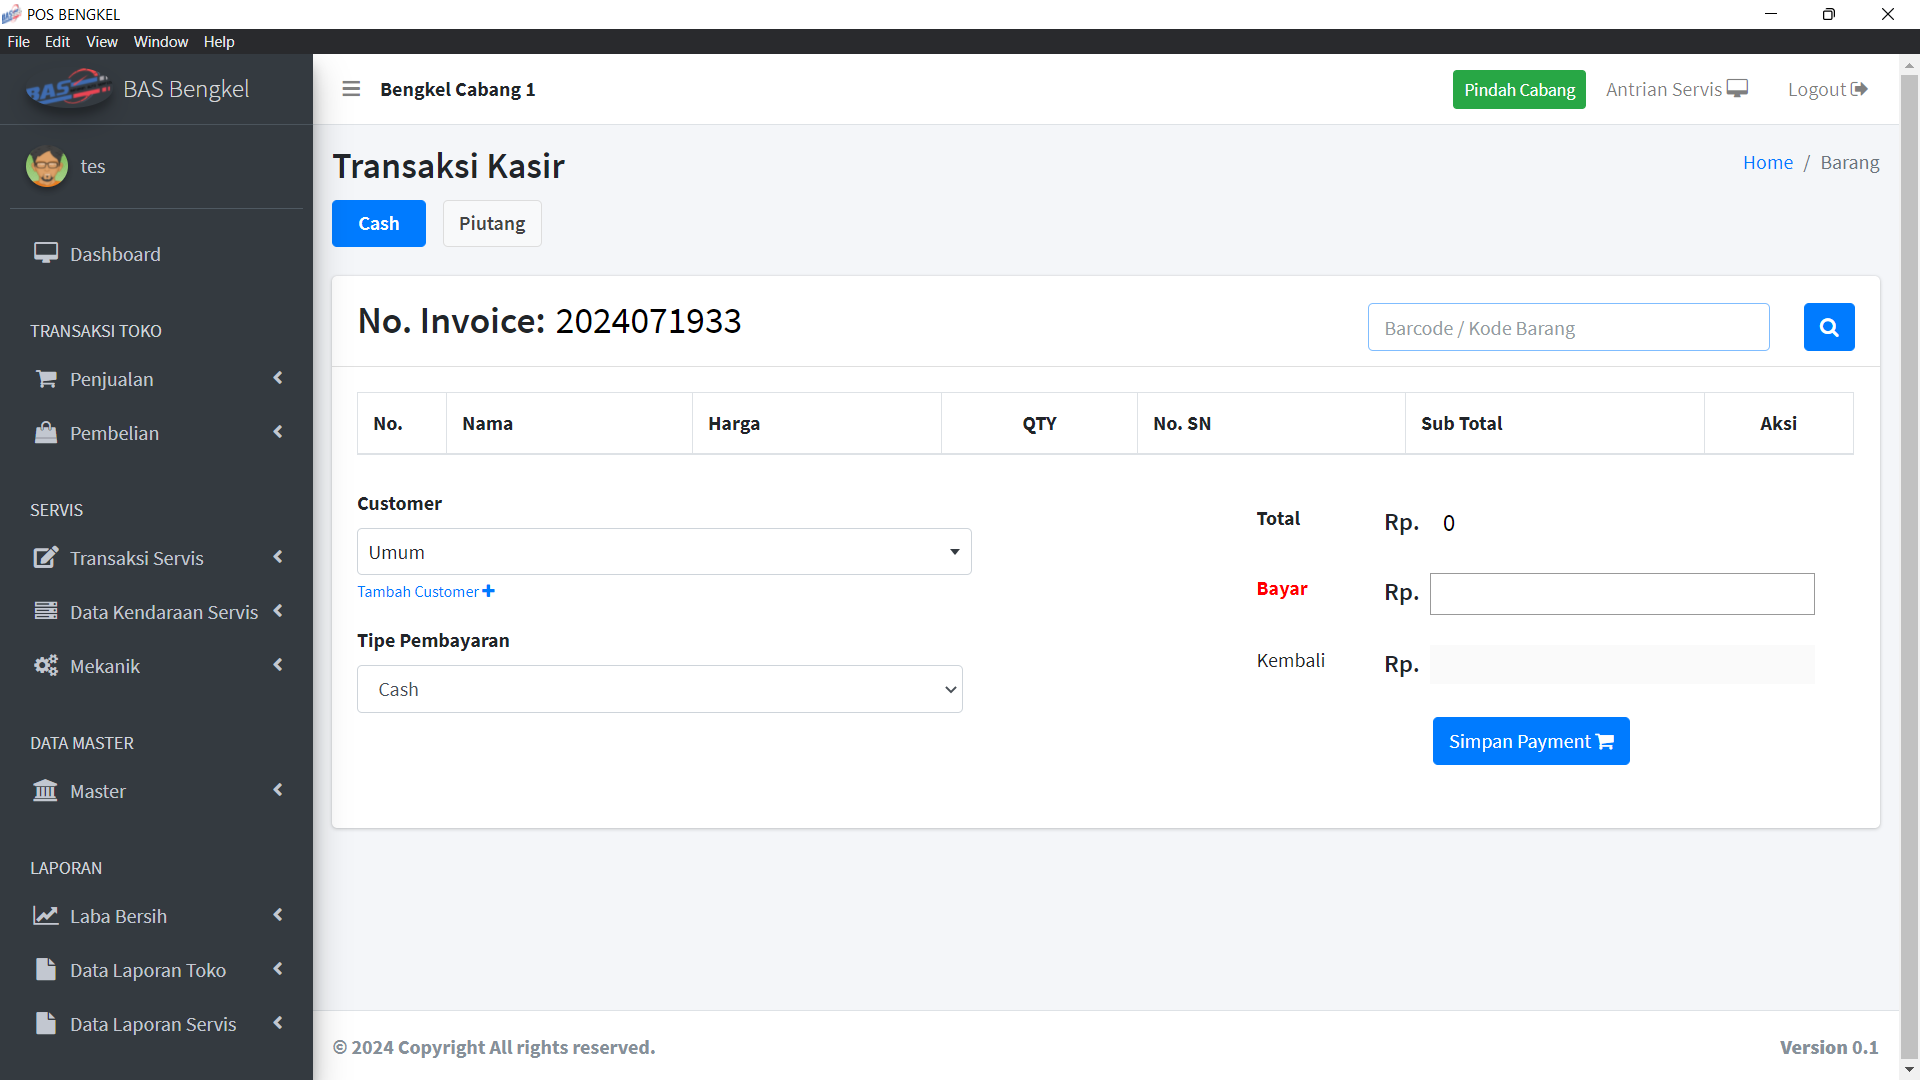 POS BENGKEL
File Edit View Window Help
BAS BAS Bengkel
Bengkel Cabang 1
Pindah Cabang Antrian Servis Logout
tes
Transaksi Kasir
Home / Barang
Cash Piutang
Dashboard
TRANSAKSI TOKO
Penjualan
Pembelian
SERVIS
Transaksi Servis
Data Kendaraan Servis
Mekanik
DATA MASTER
Master
LAPORAN
Laba Bersih
Data Laporan Toko
Data Laporan Servis
No. Invoice: 2024071933
Barcode / Kode Barang
No. Nama Harga QTY No. SN Sub Total Aksi
Customer
Umum
Tambah Customer
Tipe Pembayaran
Cash
Total Rp. 0
Bayar Rp.
Kembali Rp.
Simpan Payment
© 2024 Copyright All rights reserved.
Version 0.1